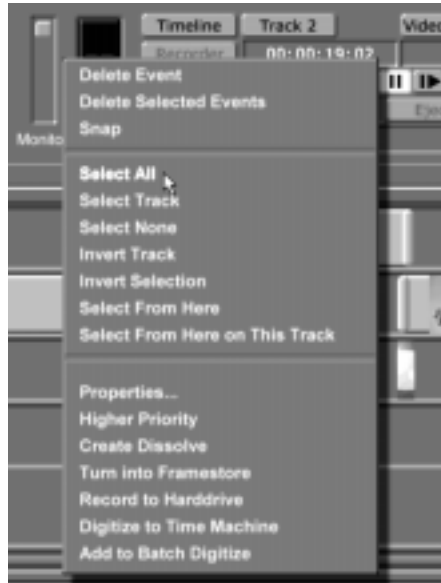 Timeline Track 2 Video
Recorder 00:00:19:02
Delete Event
Delete Selected Events
Snap
Select All
Select Track
Select None
Invert Track
Invert Selection
Select From Here
Select From Here on This Track
Properties...
Higher Priority
Create Dissolve
Turn into Framestore
Record to Harddrive
Digitize to Time Machine
Add to Batch Digitize